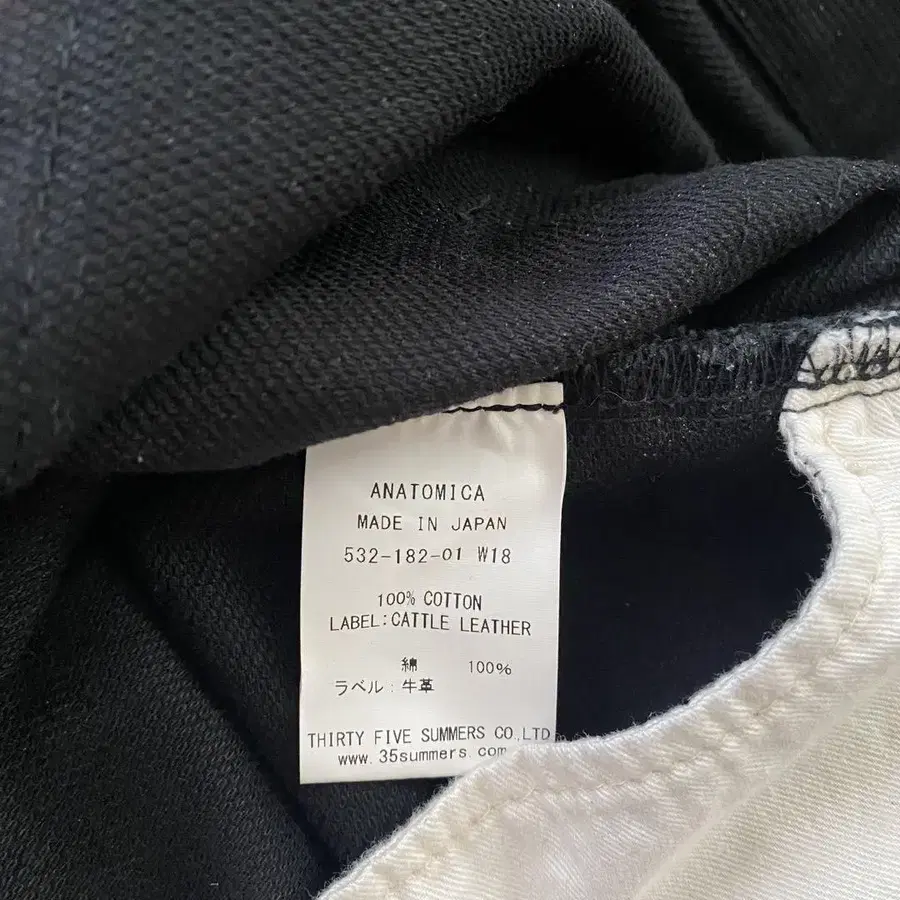 ANATOMICA
MADE IN JAPAN
532-182-01 W18
100% COTTON
LABEL:CATTLE LEATHER
綿 100%
ラベル:牛革
THIRTY FIVE SUMMERS CO.,LTD
www.35summers.com